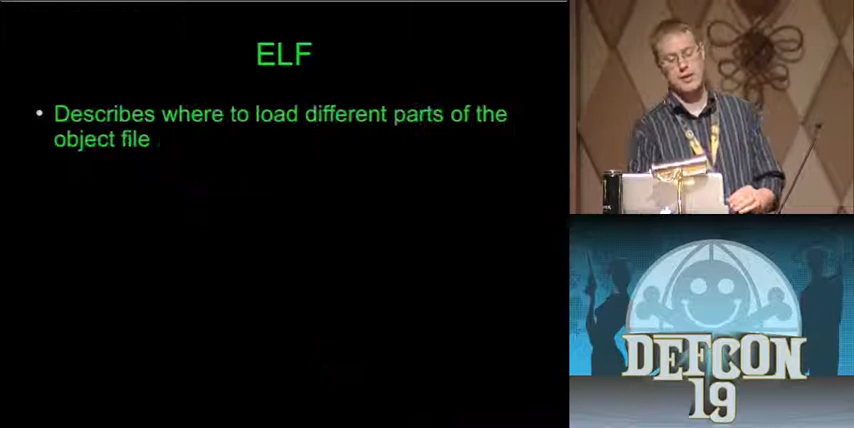 ELF
• Describes where to load different parts of the
object file
DEFCON
19